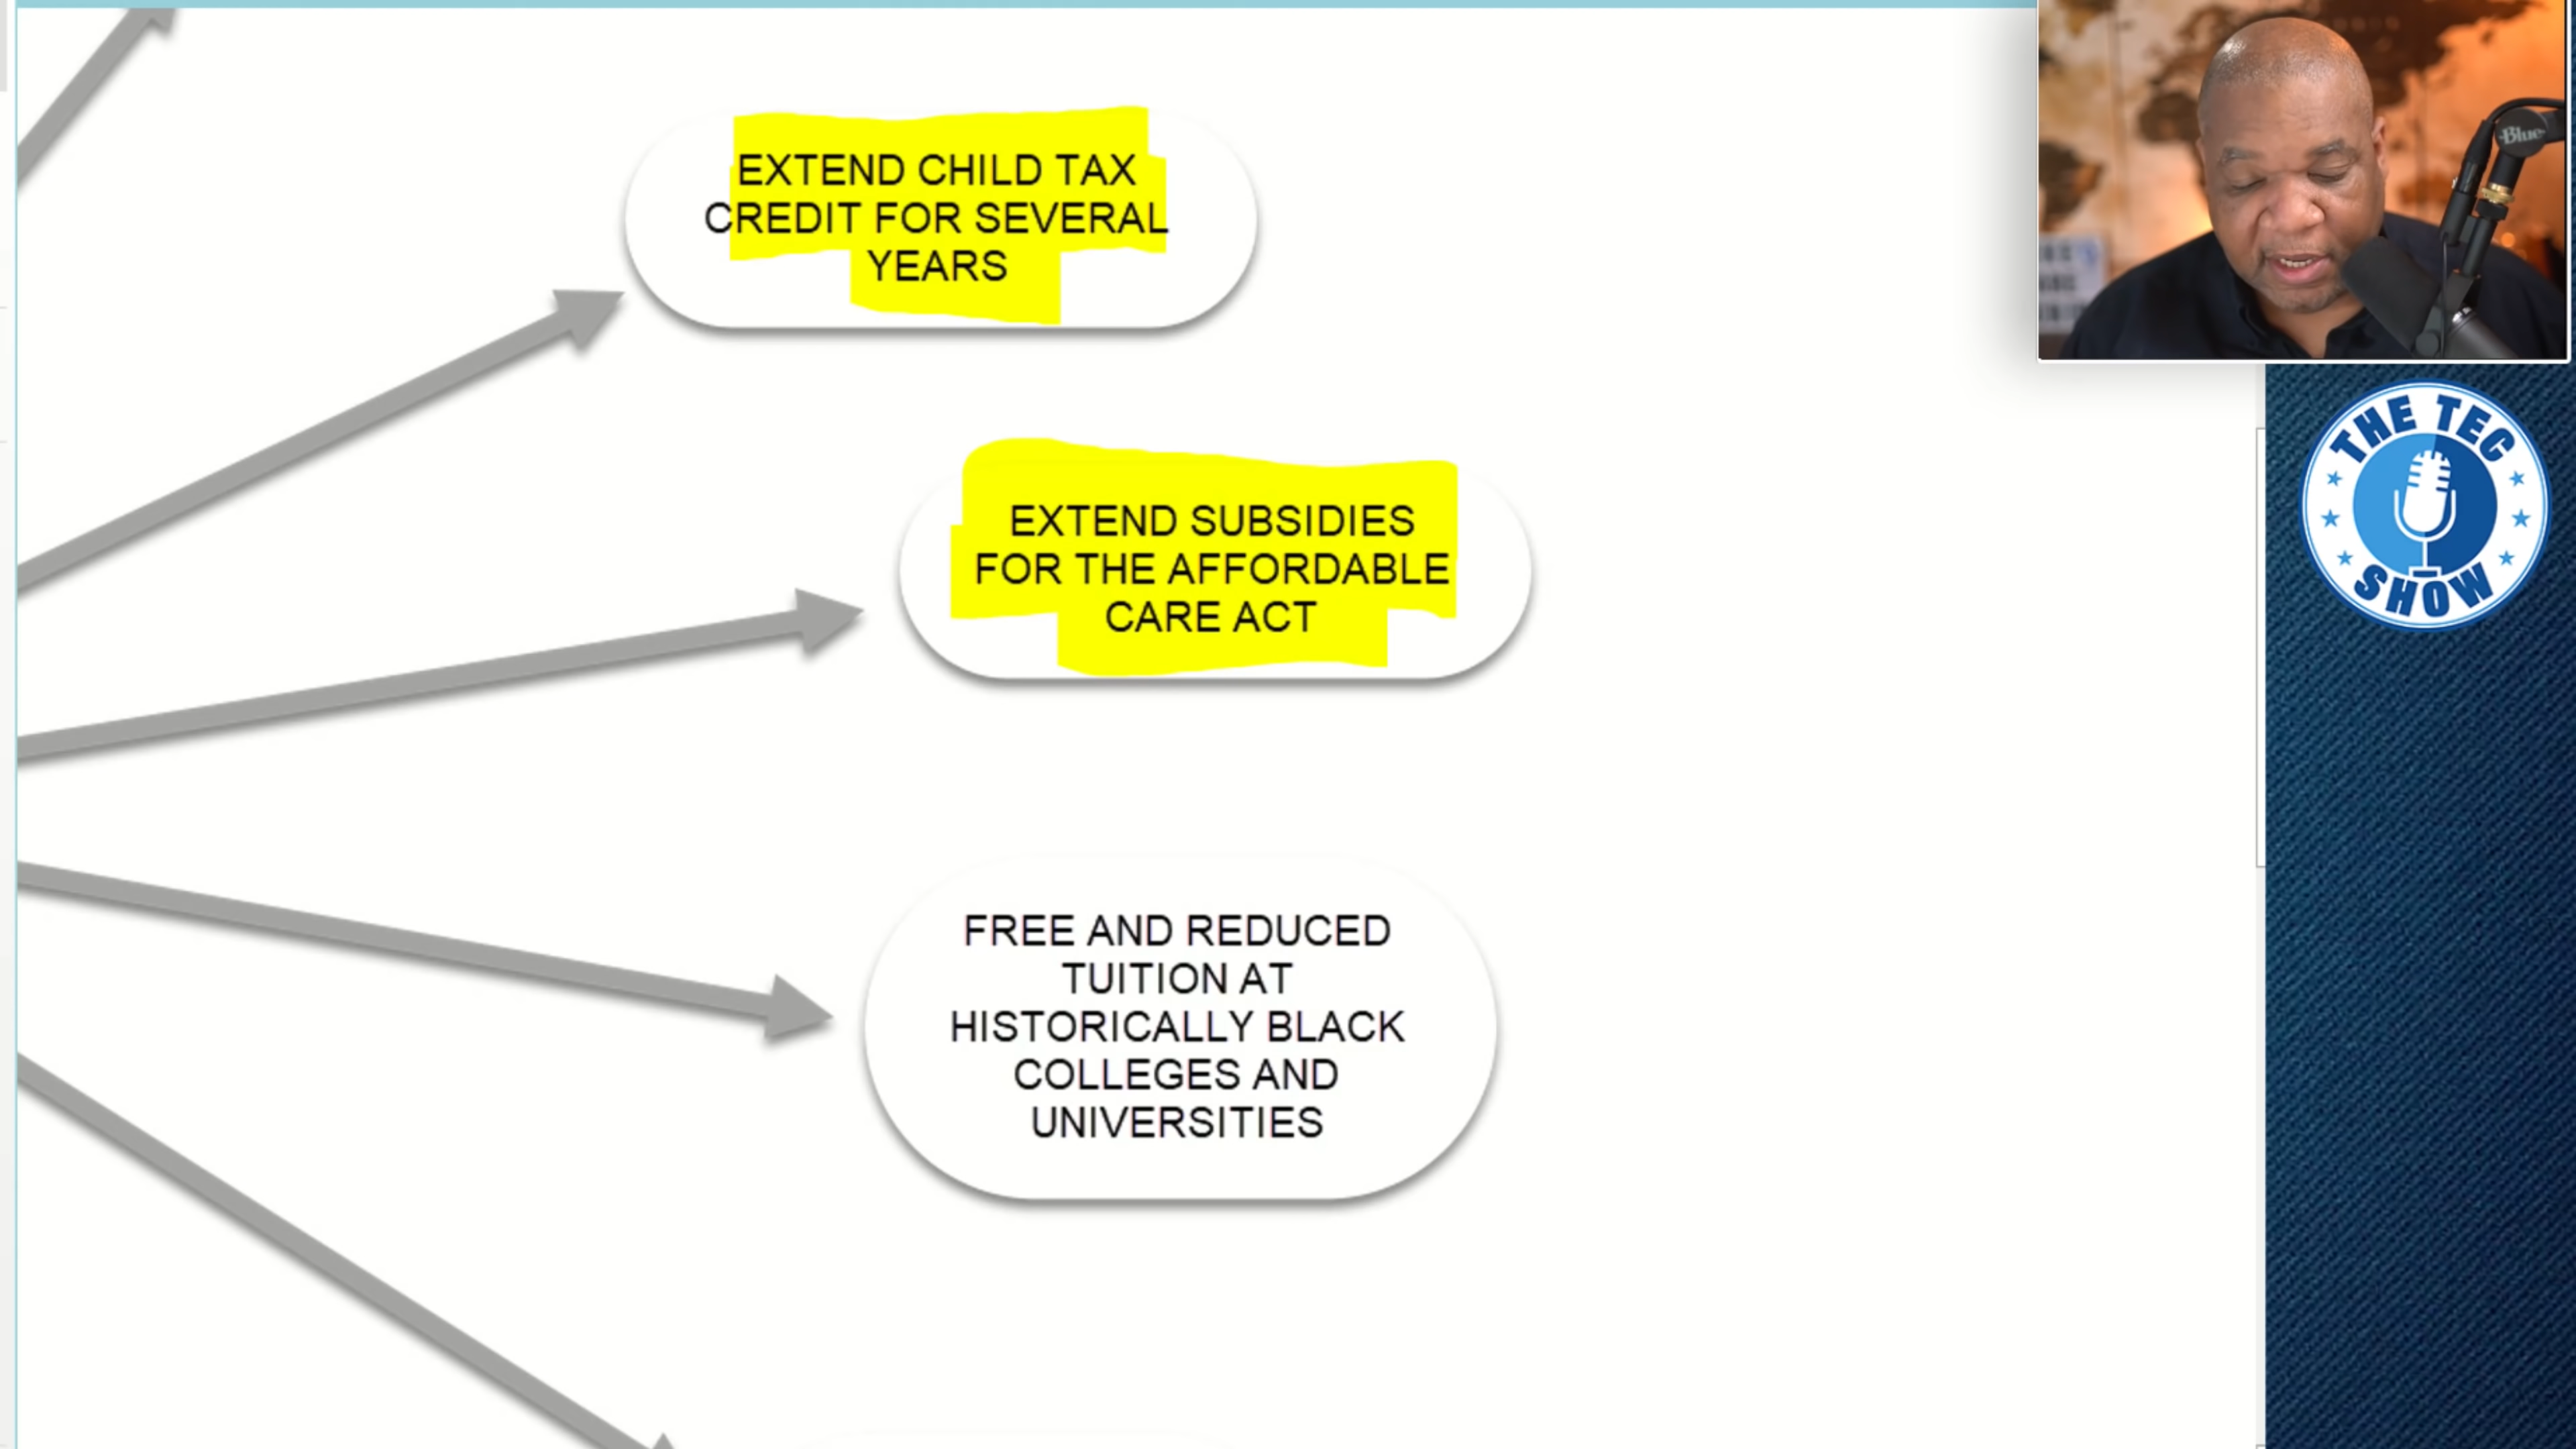 EXTEND CHILD TAX
CREDIT FOR SEVERAL
YEARS
EXTEND SUBSIDIES
FOR THE AFFORDABLE
CARE ACT
FREE AND REDUCED
TUITION AT
HISTORICALLY BLACK
COLLEGES AND
UNIVERSITIES
Blue
THE TEC
SHOW